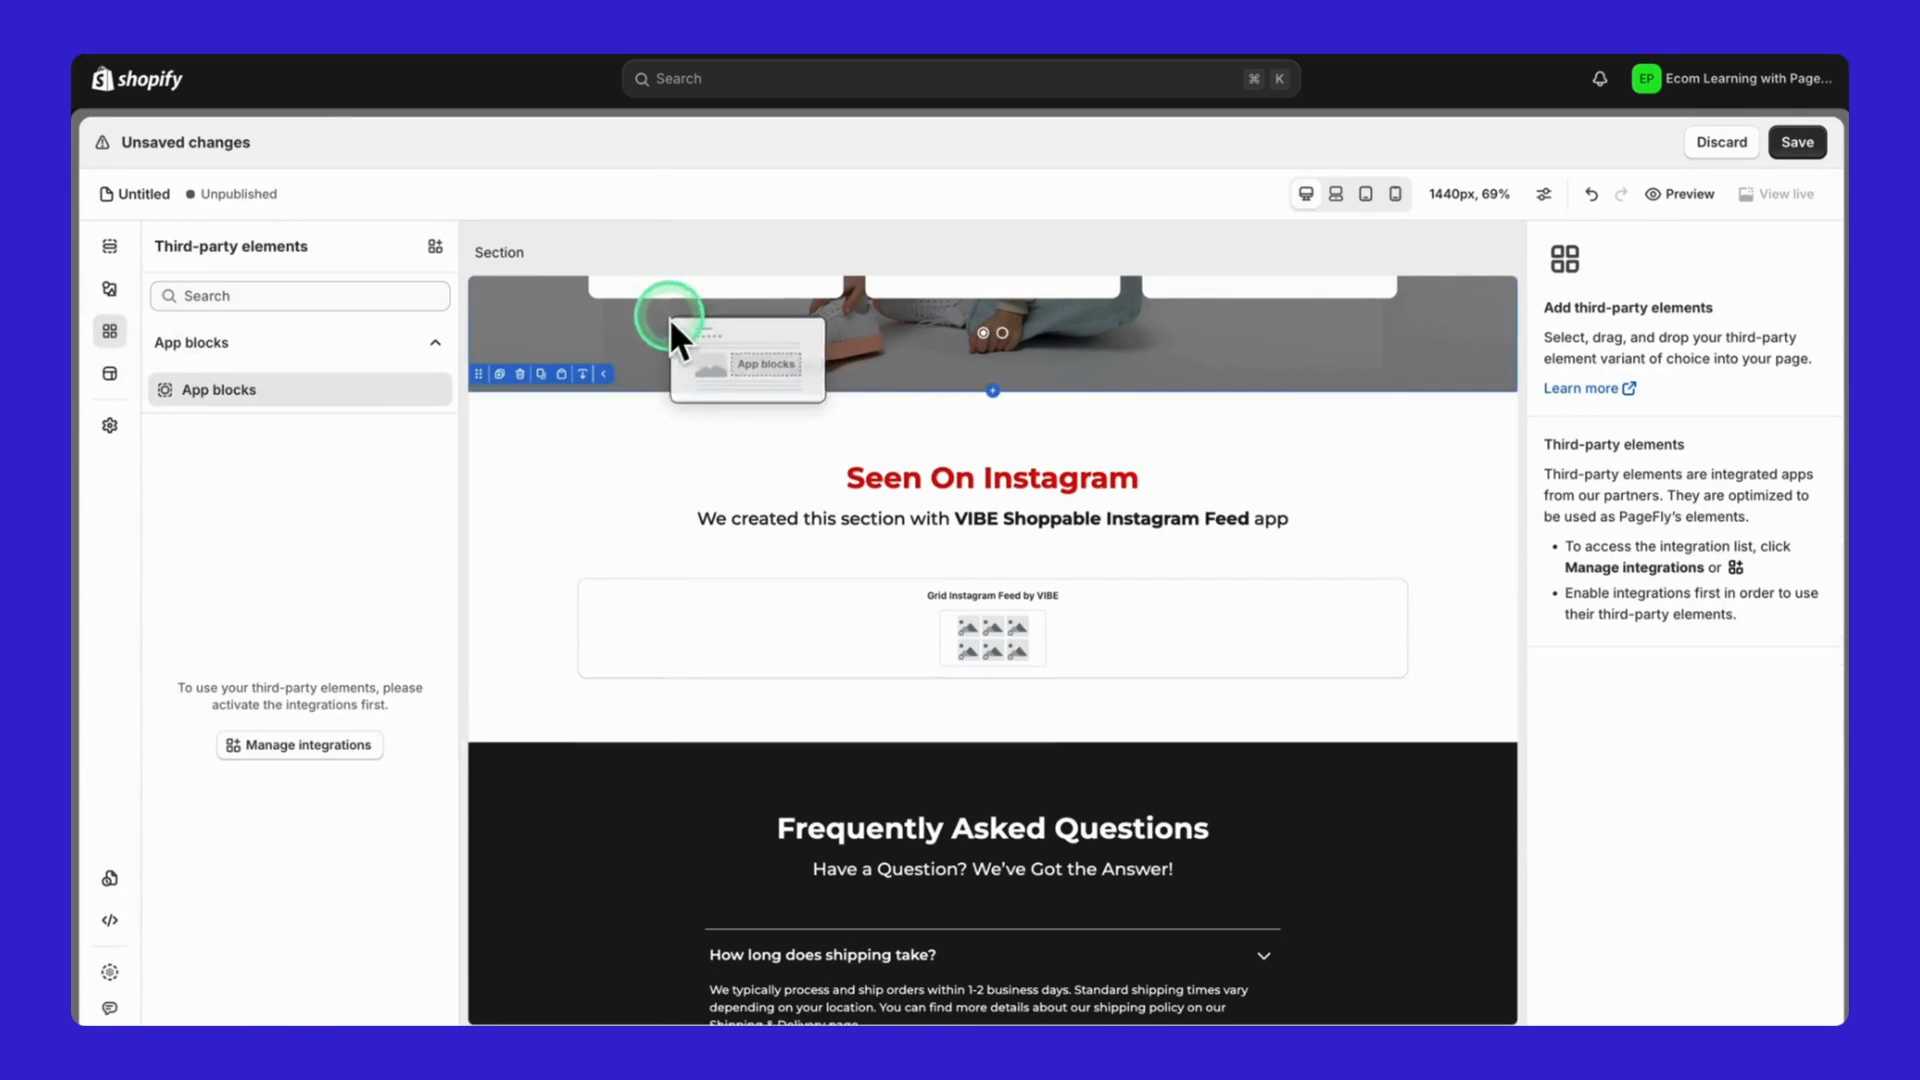 shopify
Search
⌘ K
EP Ecom Learning with Page...
Unsaved changes
Discard
Save
Untitled
Unpublished
1440px, 69%
Preview
View live
Third-party elements
Search
App blocks
App blocks
To use your third-party elements, please
activate the integrations first.
Manage integrations
Section
App blocks
Seen On Instagram
We created this section with VIBE Shoppable Instagram Feed app
Grid Instagram Feed by VIBE
Frequently Asked Questions
Have a Question? We've Got the Answer!
How long does shipping take?
We typically process and ship orders within 1-2 business days. Standard shipping times vary
depending on your location. You can find more details about our shipping policy on our
Shipping & Delivery page
Add third-party elements
Select, drag, and drop your third-party
element variant of choice into your page.
Learn more
Third-party elements
Third-party elements are integrated apps
from our partners. They are optimized to
be used as PageFly's elements.
• To access the integration list, click
Manage integrations or
• Enable integrations first in order to use
their third-party elements.